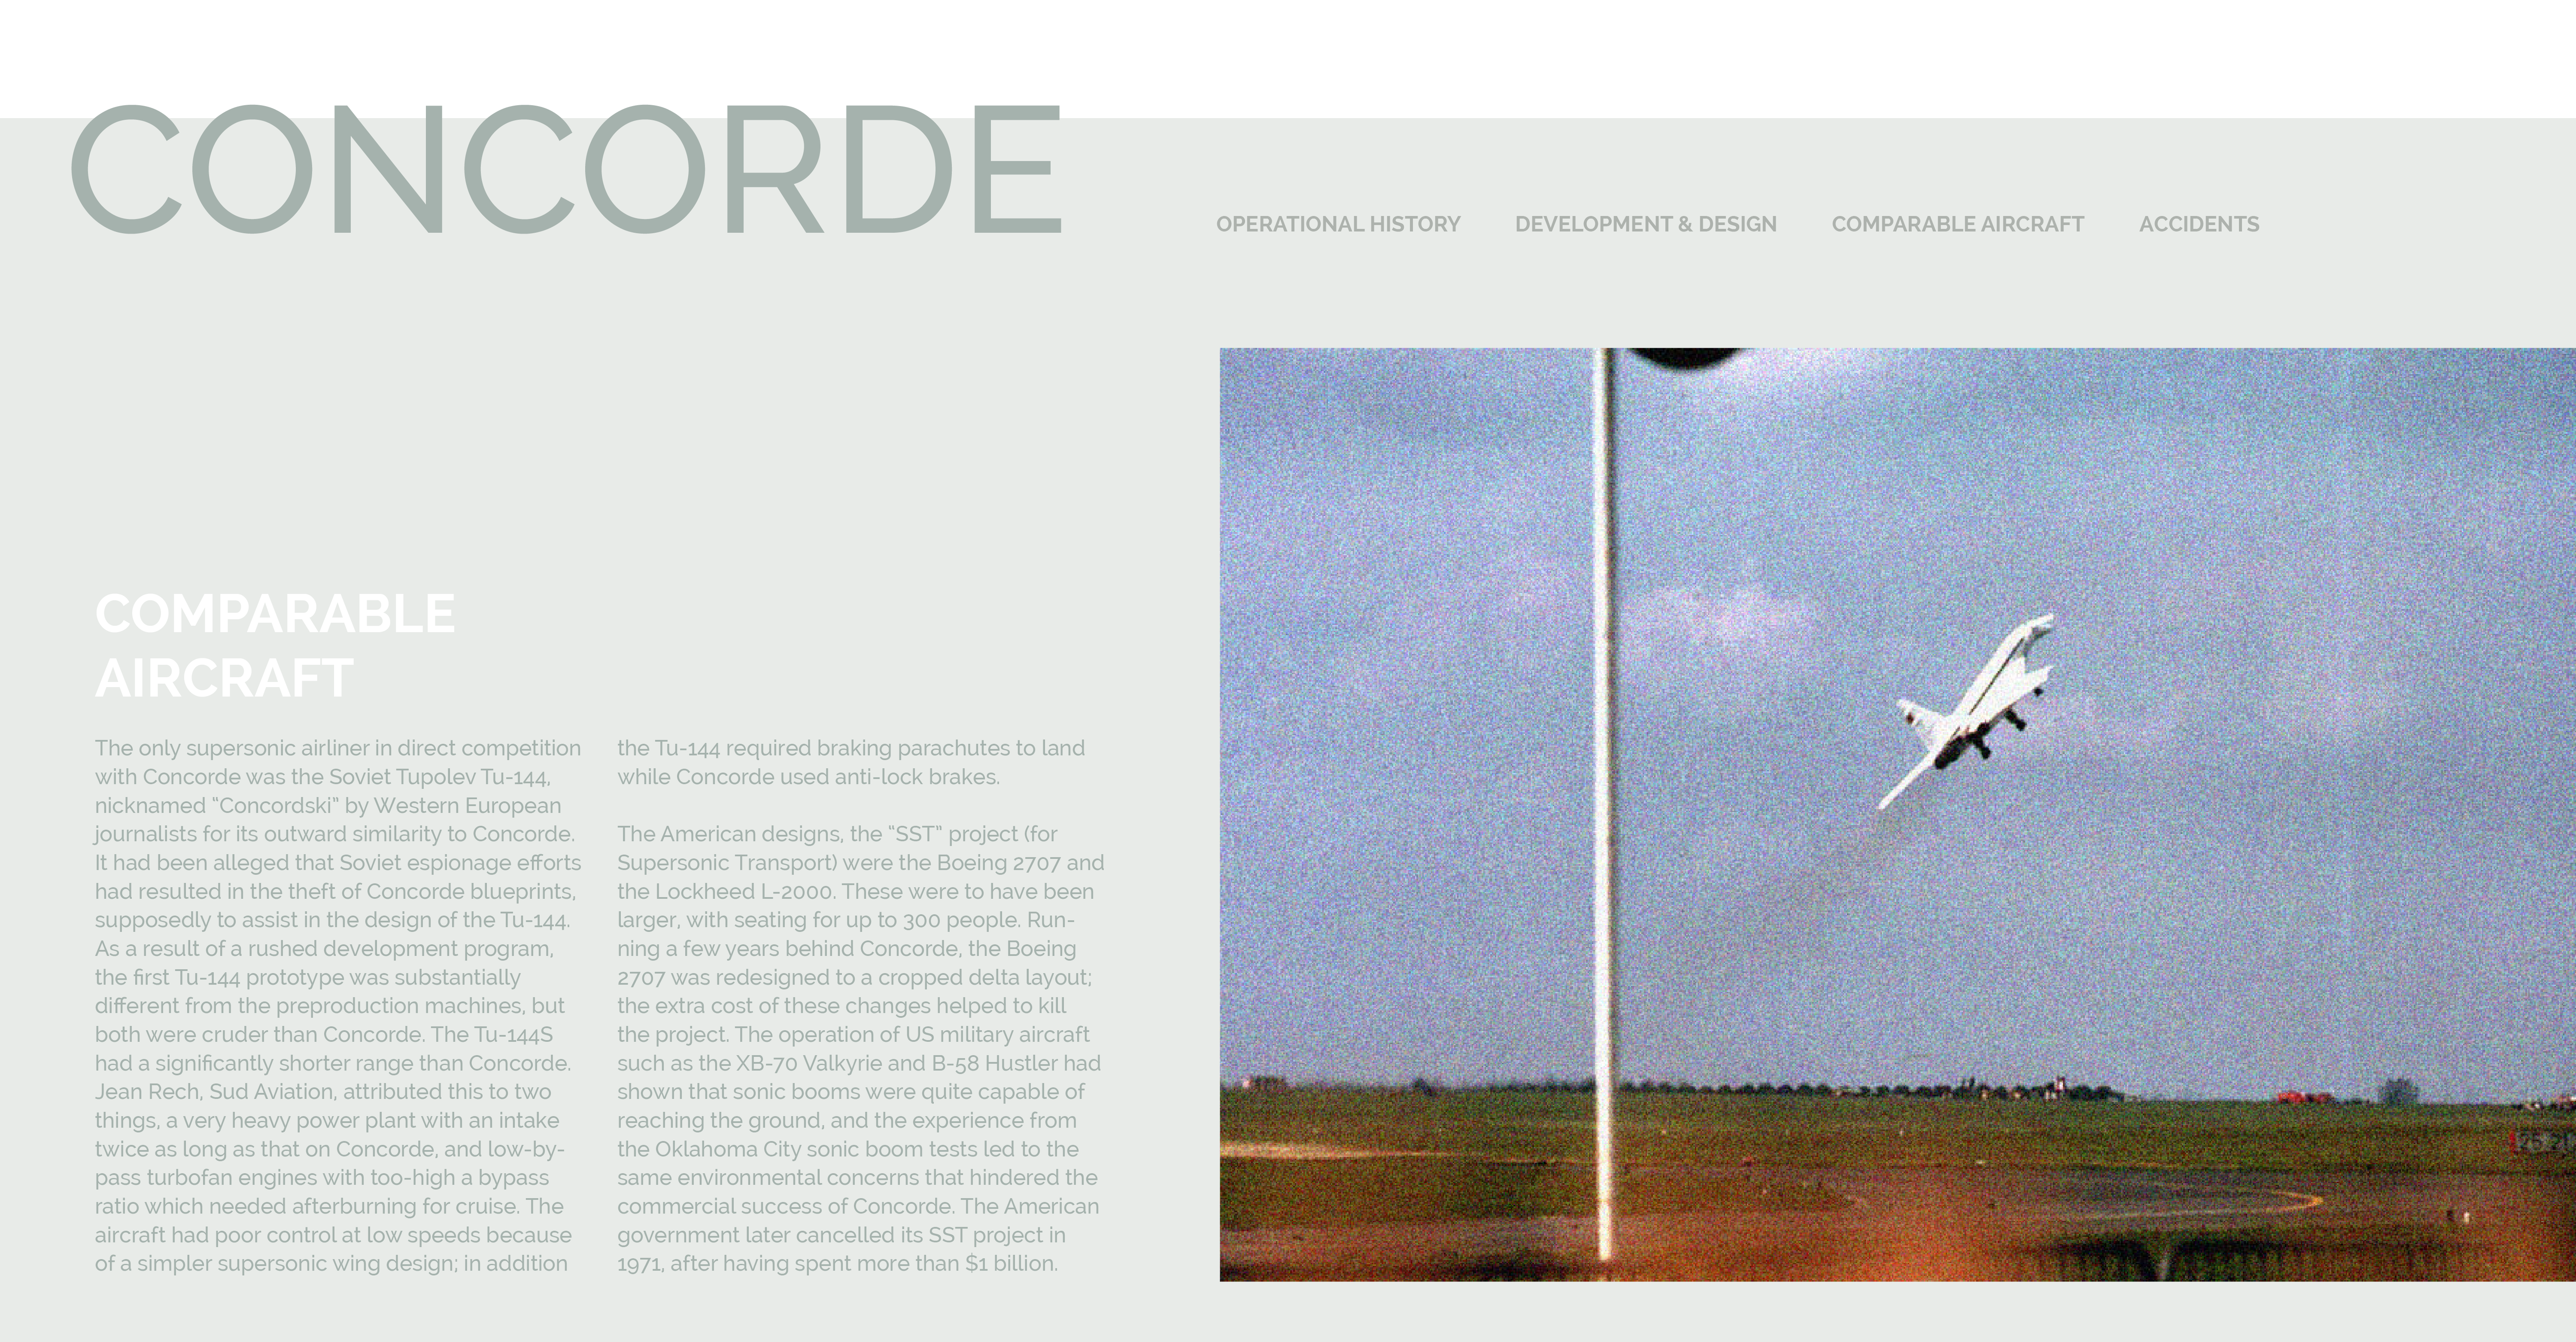 CONCORDE
OPERATIONAL HISTORY
DEVELOPMENT & DESIGN
COMPARABLE AIRCRAFT
ACCIDENTS
COMPARABLE
AIRCRAFT
The only supersonic airliner in direct competition
with Concorde was the Soviet Tupolev Tu-144,
nicknamed “Concordski” by Western European
journalists for its outward similarity to Concorde.
It had been alleged that Soviet espionage efforts
had resulted in the theft of Concorde blueprints,
supposedly to assist in the design of the Tu-144.
As a result of a rushed development program,
the first Tu-144 prototype was substantially
different from the preproduction machines, but
both were cruder than Concorde. The Tu-144S
had a significantly shorter range than Concorde.
Jean Rech, Sud Aviation, attributed this to two
things, a very heavy power plant with an intake
twice as long as that on Concorde, and low-by-
pass turbofan engines with too-high a bypass
ratio which needed afterburning for cruise. The
aircraft had poor control at low speeds because
of a simpler supersonic wing design; in addition
the Tu-144 required braking parachutes to land
while Concorde used anti-lock brakes.
The American designs, the “SST” project (for
Supersonic Transport) were the Boeing 2707 and
the Lockheed L-2000. These were to have been
larger, with seating for up to 300 people. Run-
ning a few years behind Concorde, the Boeing
2707 was redesigned to a cropped delta layout;
the extra cost of these changes helped to kill
the project. The operation of US military aircraft
such as the XB-70 Valkyrie and B-58 Hustler had
shown that sonic booms were quite capable of
reaching the ground, and the experience from
the Oklahoma City sonic boom tests led to the
same environmental concerns that hindered the
commercial success of Concorde. The American
government later cancelled its SST project in
1971, after having spent more than $1 billion.